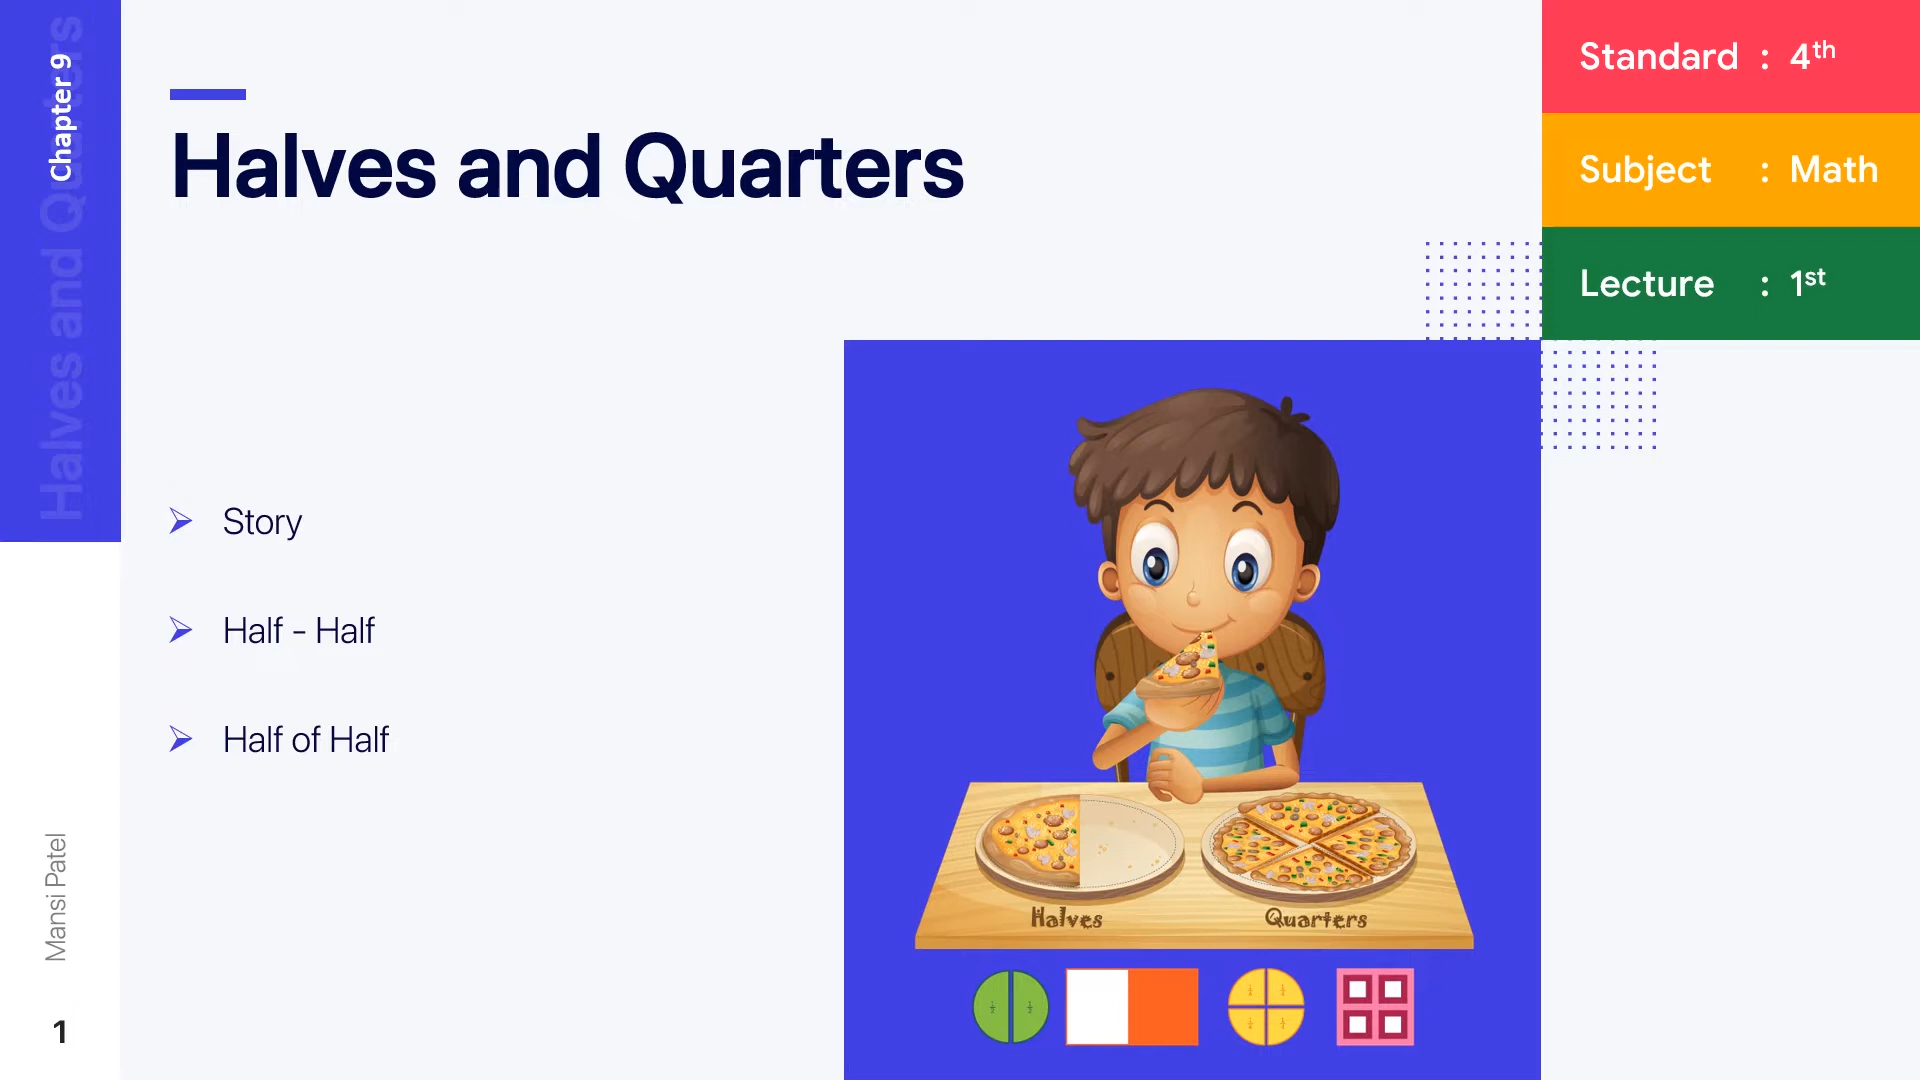 Chapter 9
Halves and Quarters
Halves and Quarters
Standard : 4th
Subject : Math
Lecture : 1st
Story
Half - Half
Half of Half
Halves
Quarters
Mansi Patel
1